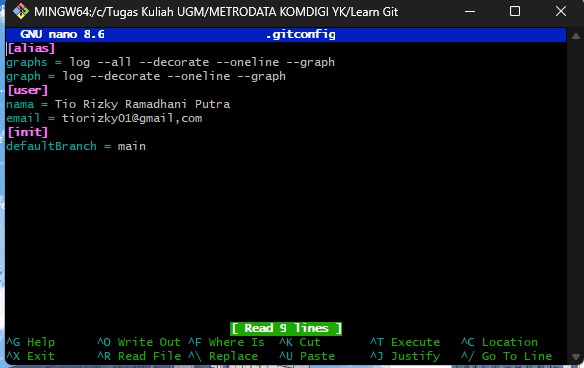 MINGW64:/c/Tugas Kuliah UGM/METRODATA KOMDIGI YK/Learn Git
GNU nano 8.6 .gitconfig
[alias]
graphs = log --all --decorate --oneline --graph
graph = log --decorate --oneline --graph
[user]
nama = Tio Rizky Ramadhani Putra
email = tiorizky01@gmail,com
[init]
defaultBranch = main
[ Read 9 lines ]
^G Help ^O Write Out ^F Where Is ^K Cut ^T Execute ^C Location
^X Exit ^R Read File ^\ Replace ^U Paste ^J Justify ^/ Go To Line